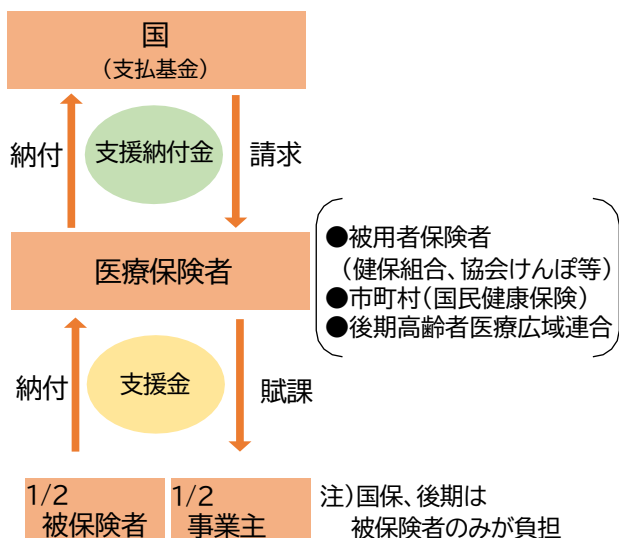 国
（支払基金）
納付
支援納付金
請求
医療保険者
●被用者保険者
（健保組合、協会けんぽ等）
●市町村（国民健康保険）
●後期高齢者医療広域連合
納付
支援金
賦課
1/2
被保険者
1/2
事業主
注）国保、後期は
被保険者のみが負担